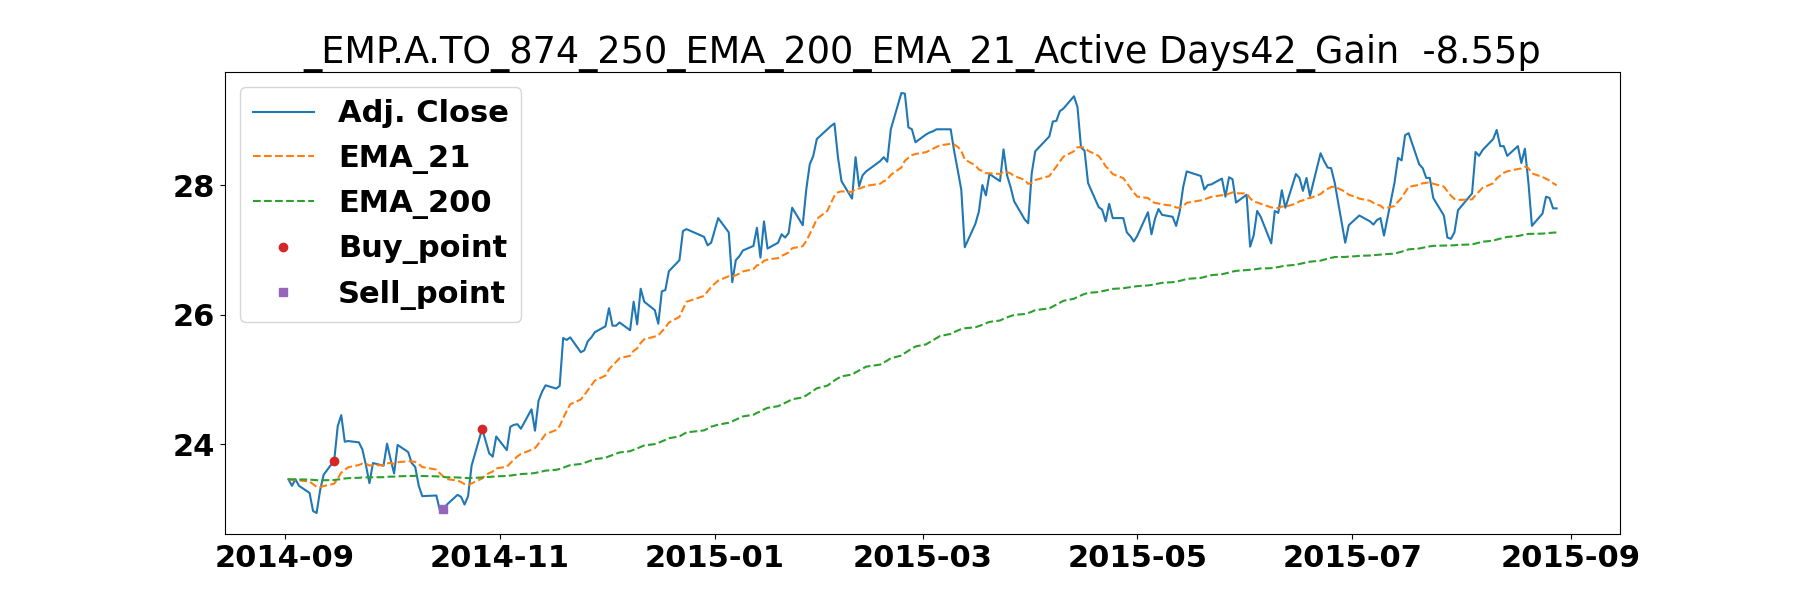 _EMP.A.TO_874_250_EMA_200_EMA_21_Active Days42_Gain  -8.55p
Adj. Close
EMA_21
EMA_200
Buy_point
Sell_point
28
26
24
2014-09
2014-11
2015-01
2015-03
2015-05
2015-07
2015-09